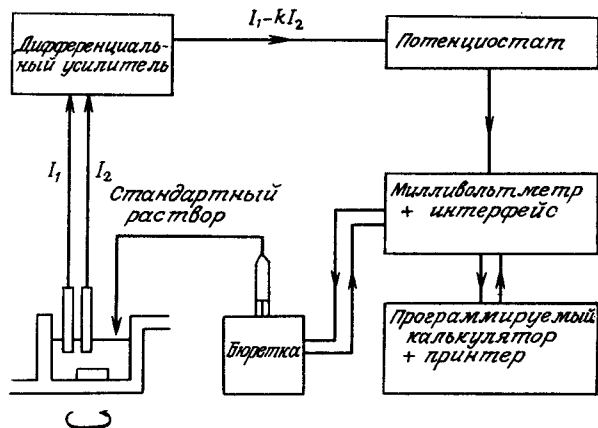 I₁-kI₂
Дифференциаль-
ный усилитель
Потенциостат
I₁
I₂
Стандартный
раствор
Милливольтметр
+ интерфейс
Бюретка
Программируемый
калькулятор
+ принтер